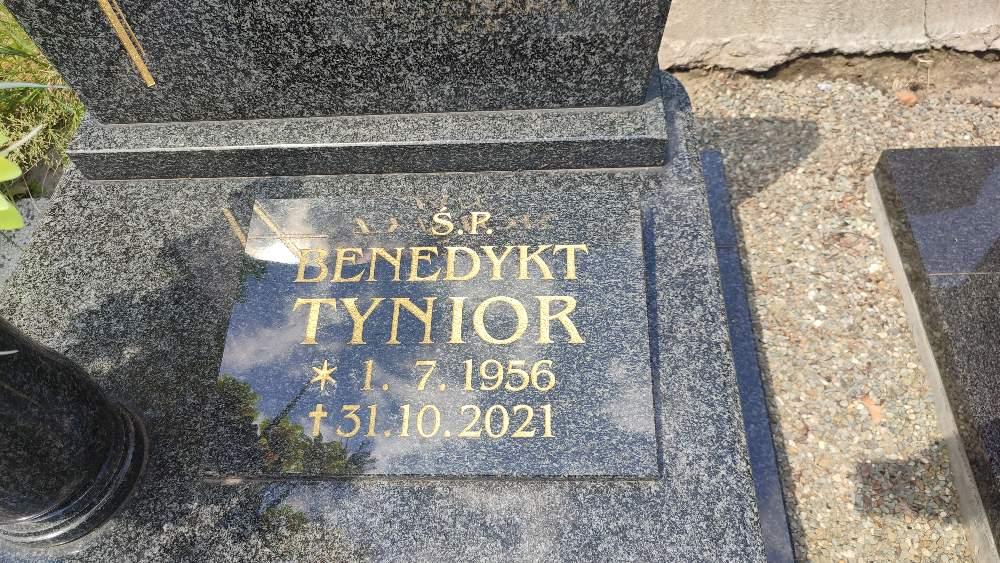 Ś.P.
BENEDYKT
TYNIOR
* 1. 7. 1956
✝ 31.10.2021